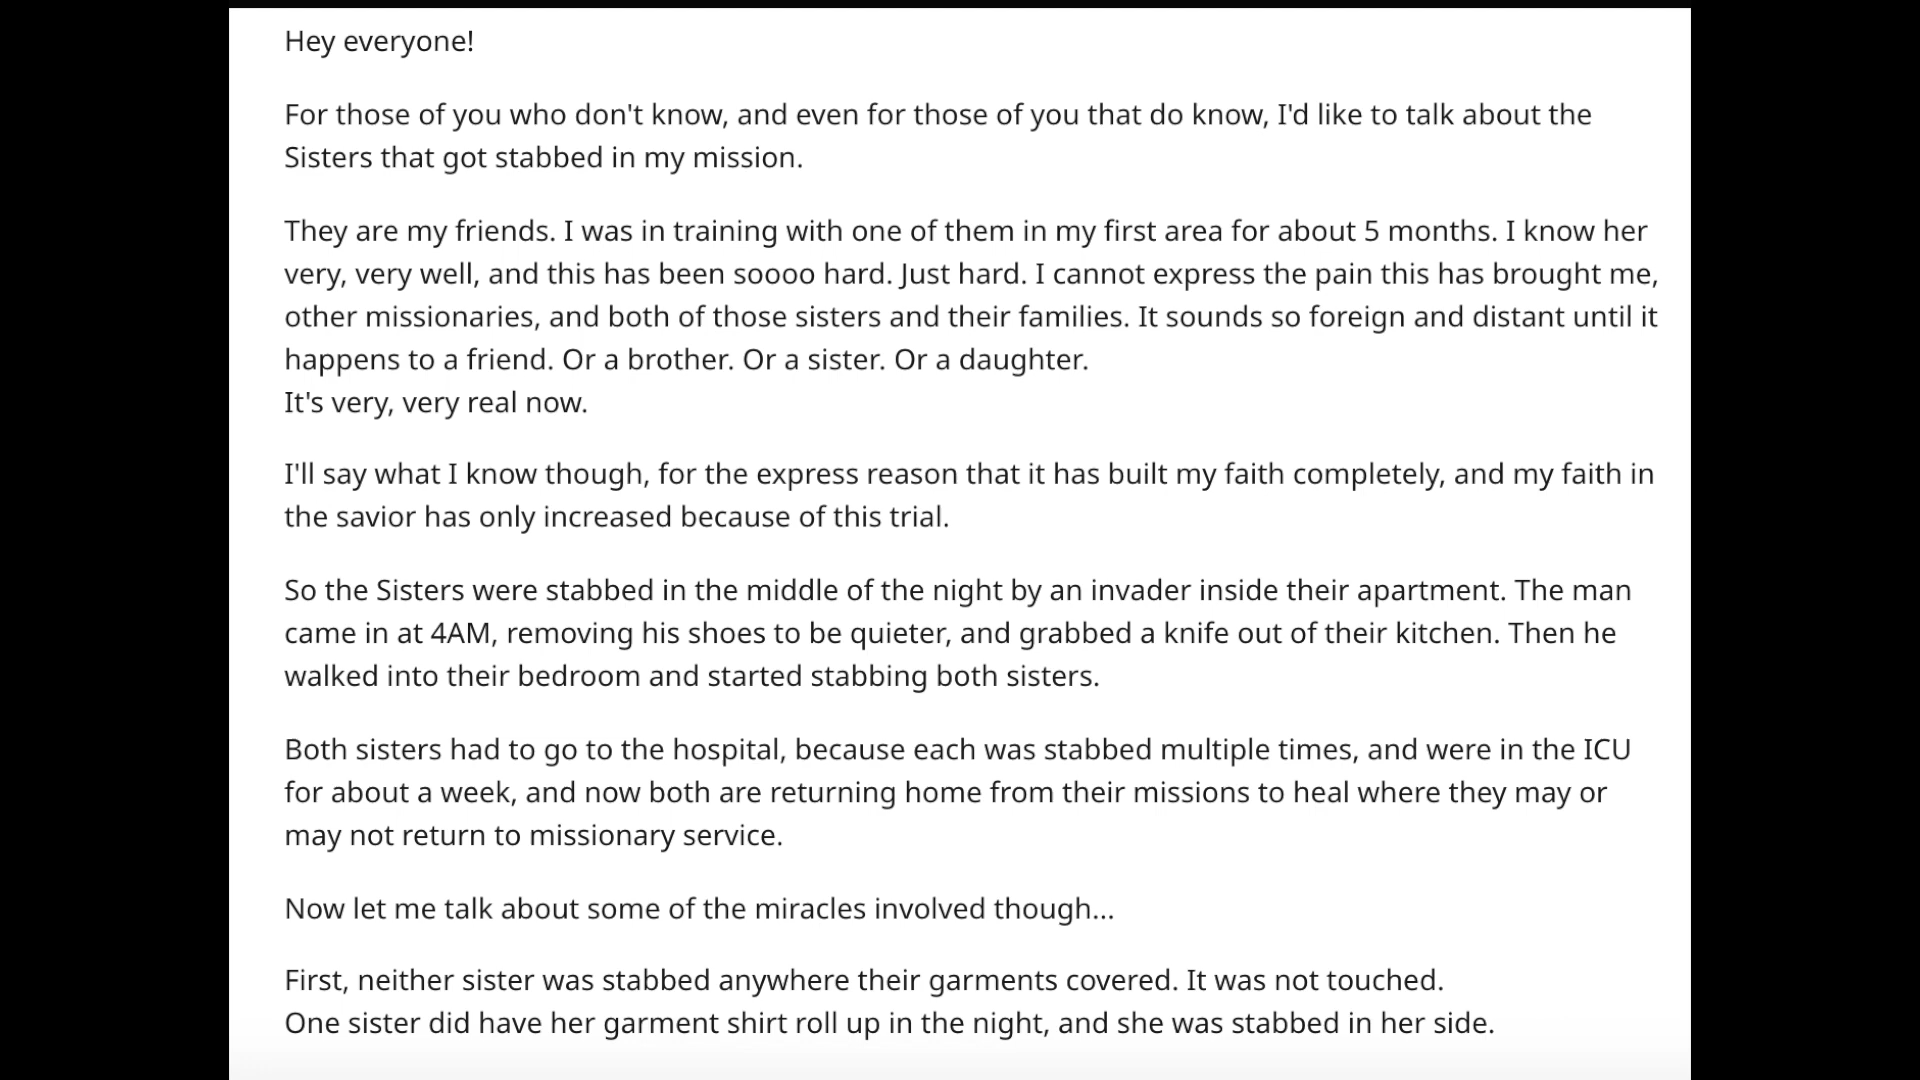 Hey everyone!
For those of you who don't know, and even for those of you that do know, I'd like to talk about the
Sisters that got stabbed in my mission.
They are my friends. I was in training with one of them in my first area for about 5 months. I know her
very, very well, and this has been soooo hard. Just hard. I cannot express the pain this has brought me,
other missionaries, and both of those sisters and their families. It sounds so foreign and distant until it
happens to a friend. Or a brother. Or a sister. Or a daughter.
It's very, very real now.
I'll say what I know though, for the express reason that it has built my faith completely, and my faith in
the savior has only increased because of this trial.
So the Sisters were stabbed in the middle of the night by an invader inside their apartment. The man
came in at 4AM, removing his shoes to be quieter, and grabbed a knife out of their kitchen. Then he
walked into their bedroom and started stabbing both sisters.
Both sisters had to go to the hospital, because each was stabbed multiple times, and were in the ICU
for about a week, and now both are returning home from their missions to heal where they may or
may not return to missionary service.
Now let me talk about some of the miracles involved though...
First, neither sister was stabbed anywhere their garments covered. It was not touched.
One sister did have her garment shirt roll up in the night, and she was stabbed in her side.